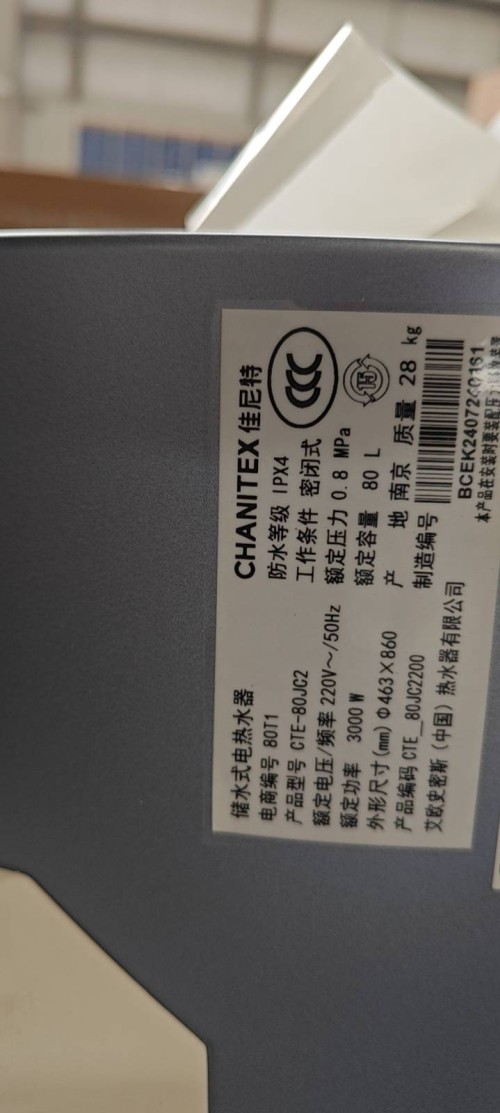 储水式电热水器
CHANITEX 佳尼特
电商编号 80T1
防水等级 IPX4
产品型号 CTE-80JC2
工作条件 密闭式
额定电压/频率 220V～/50Hz
额定压力 0.8 MPa
额定功率 3000 W
额定容量 80 L
外形尺寸(mm) Φ463×860
产 地 南京 质量 28 kg
产品编码 CTE__80JC2200
制造编号
艾欧史密斯（中国）热水器有限公司
CCC
15